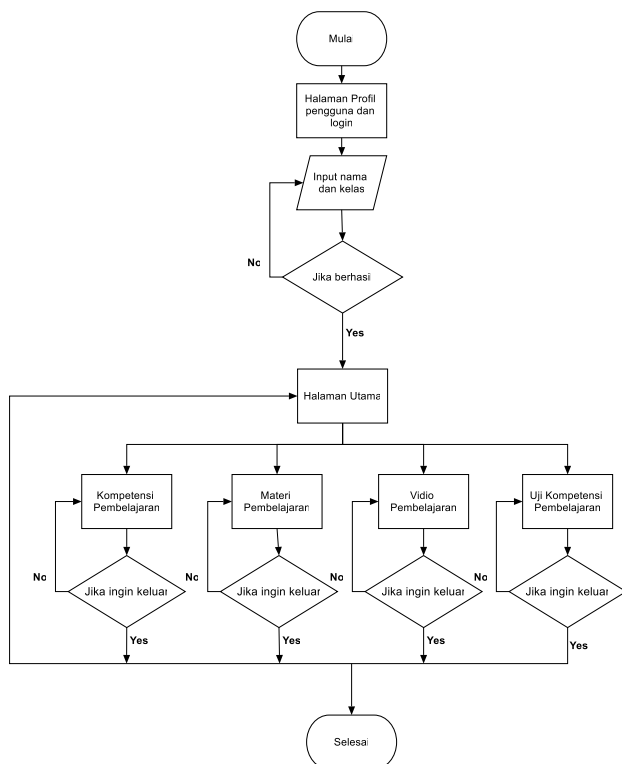 Mulai
Halaman Profil
pengguna dan
login
Input nama
dan kelas
Jika berhasi
No
Yes
Halaman Utama
Kompetensi
Pembelajaran
Materi
Pembelajaran
Vidio
Pembelajaran
Uji Kompetensi
Pembelajaran
No
Jika ingin keluar
No
Jika ingin keluar
No
Jika ingin keluar
No
Jika ingin keluar
Yes
Yes
Yes
Yes
Selesai